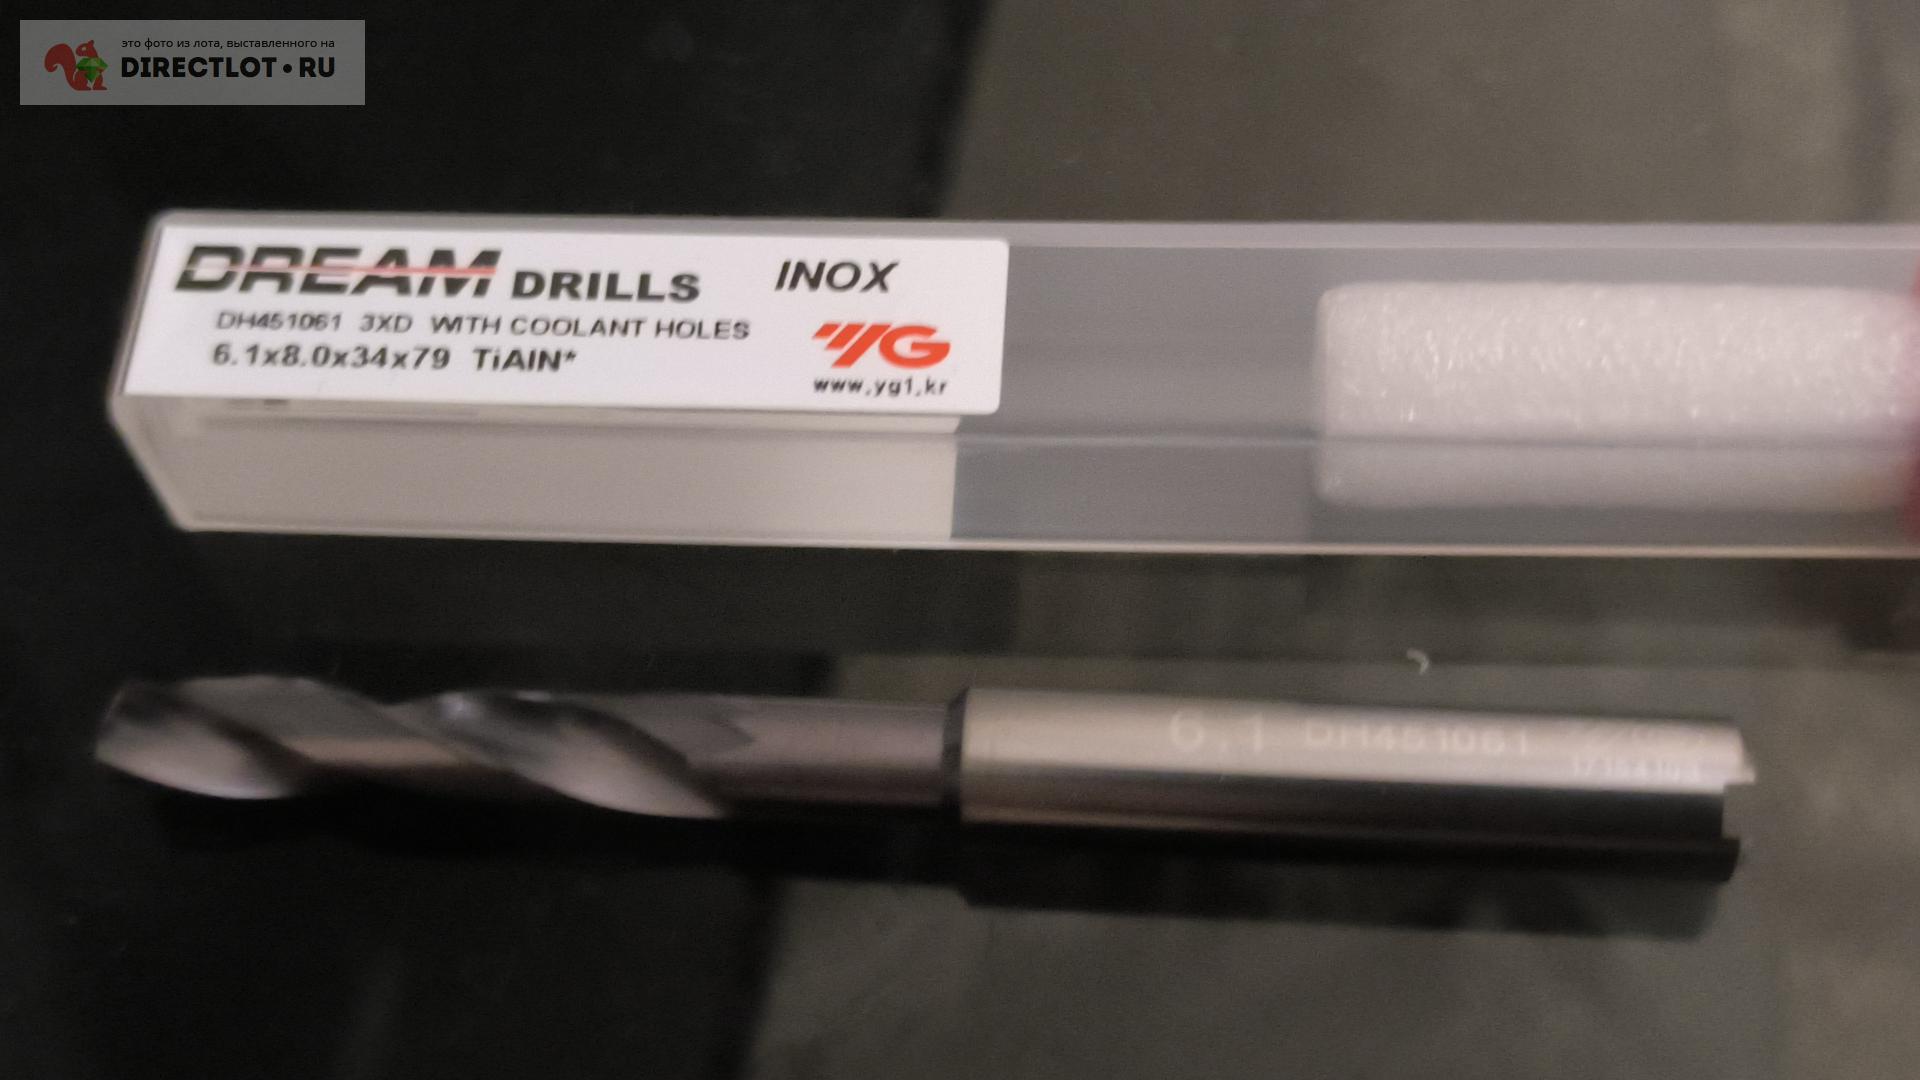 это фото из лота, выставленного на
DIRECTLOT•RU
DREAM DRILLS INOX
DH451061 3XD WITH COOLANT HOLES
6.1x8.0x34x79 TiAlN*
YG
www.yg1.kr
6.1 DH451061